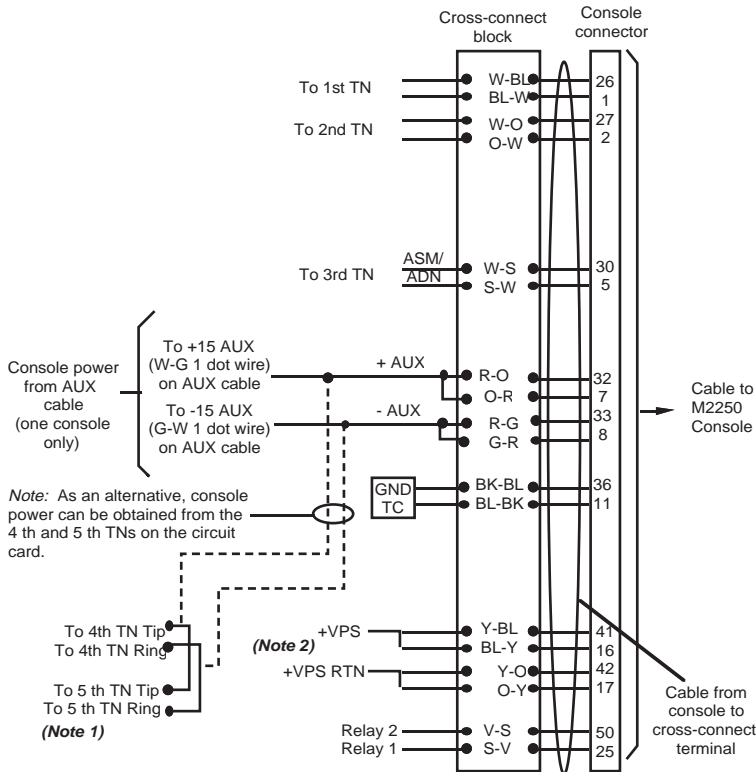 Cross-connect
block
Console
connector
To 1st TN
W-BL
26
BL-W
1
To 2nd TN
W-O
27
O-W
2
To 3rd TN
ASM/
ADN
W-S
30
S-W
5
Console power
from AUX
cable
(one console
only)
To +15 AUX
(W-G 1 dot wire)
on AUX cable
+ AUX
R-O
32
O-R
7
To -15 AUX
(G-W 1 dot wire)
on AUX cable
- AUX
R-G
33
G-R
8
Cable to
M2250
Console
Note: As an alternative, console
power can be obtained from the
4 th and 5 th TNs on the circuit
card.
GND
TC
BK-BL
36
BL-BK
11
To 4th TN Tip
To 4th TN Ring
To 5 th TN Tip
To 5 th TN Ring
(Note 1)
(Note 2)
+VPS
Y-BL
41
BL-Y
16
+VPS RTN
Y-O
42
O-Y
17
Relay 2
V-S
50
Relay 1
S-V
25
Cable from
console to
cross-connect
terminal